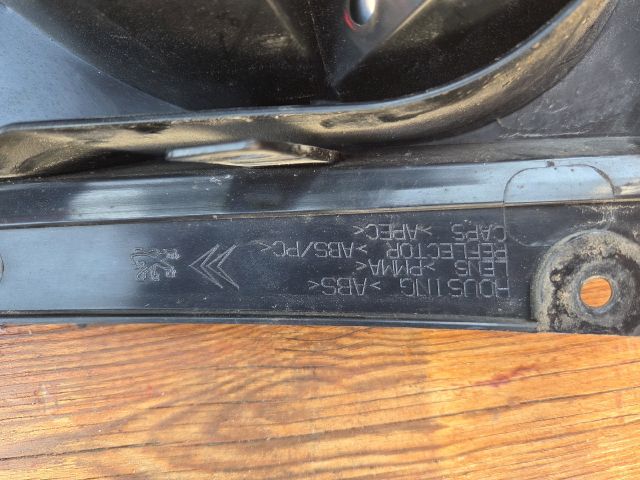 HOUSING >ABS<
LENS >PMMA<
REFLECTOR >ABS/PC<
CAPS >APEC<